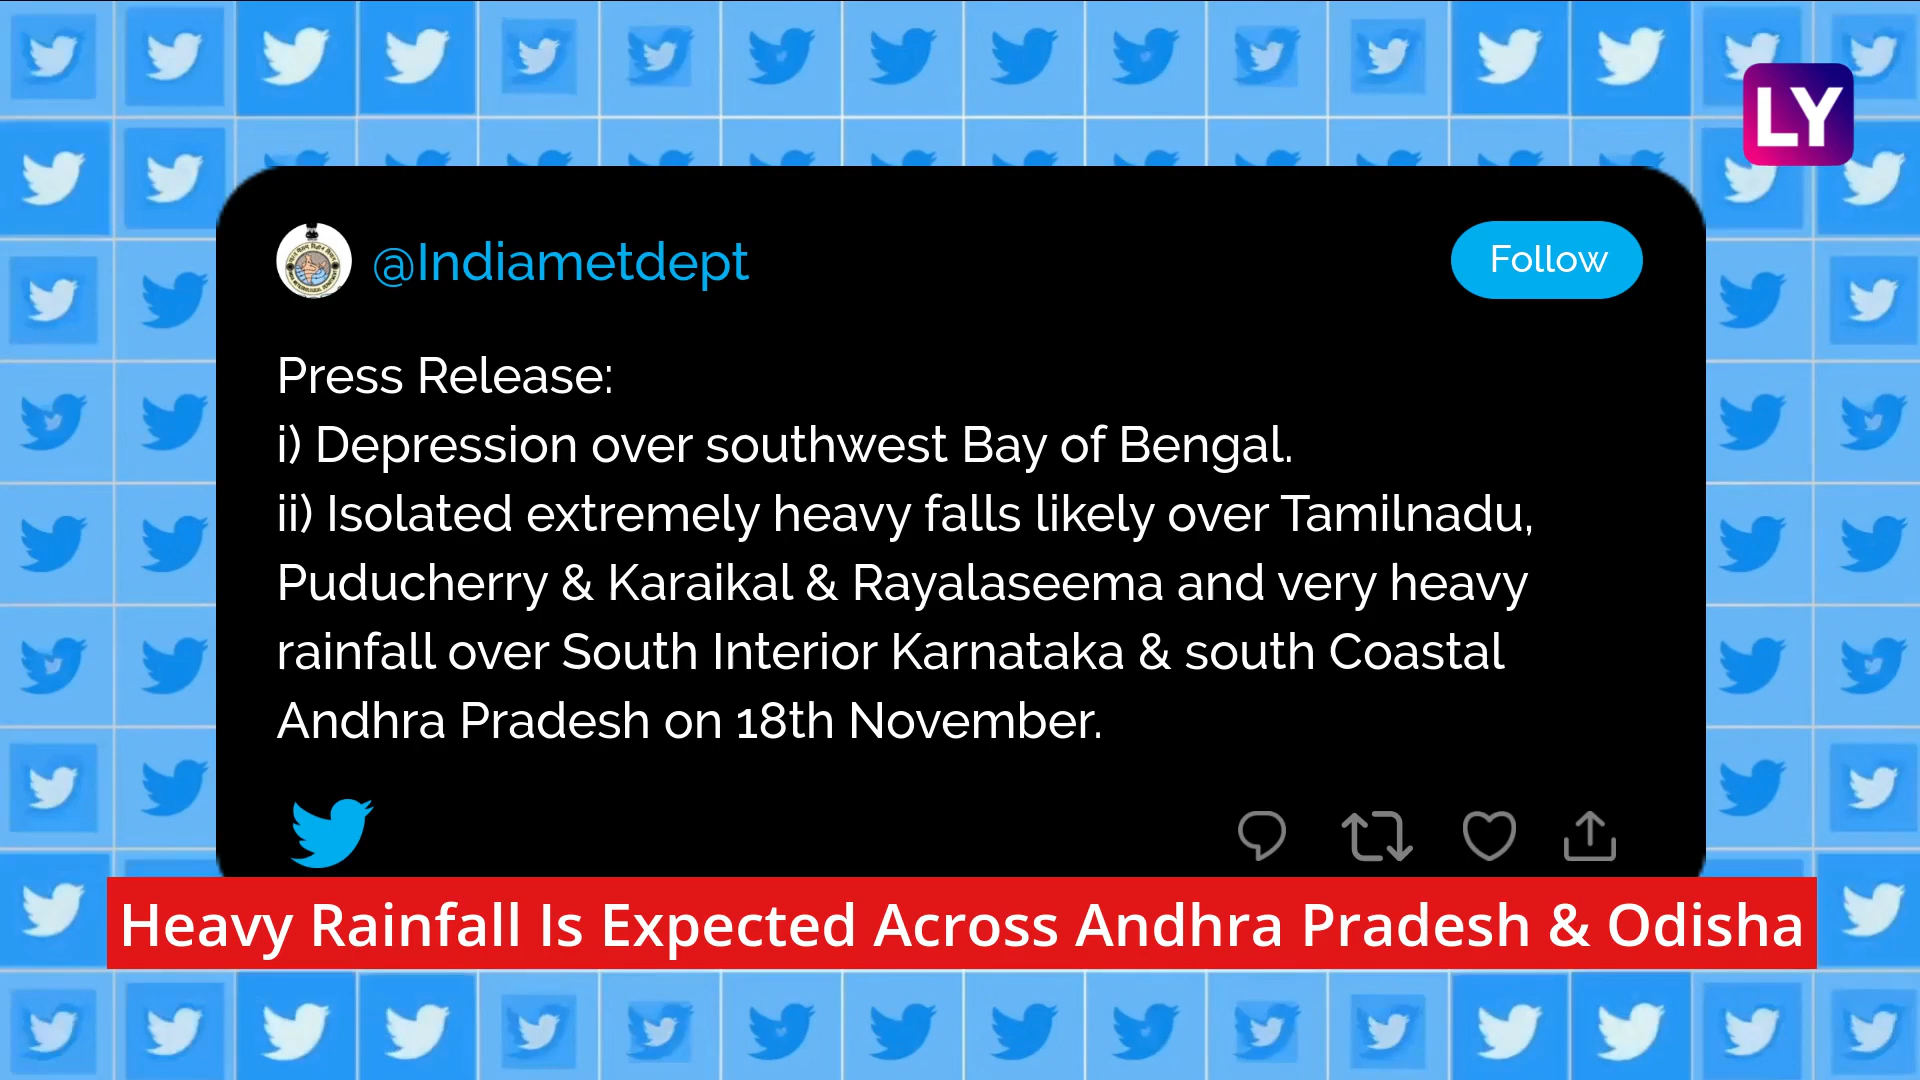 LY
@Indiametdept
Follow
Press Release:
i) Depression over southwest Bay of Bengal.
ii) Isolated extremely heavy falls likely over Tamilnadu,
Puducherry & Karaikal & Rayalaseema and very heavy
rainfall over South Interior Karnataka & south Coastal
Andhra Pradesh on 18th November.
Heavy Rainfall Is Expected Across Andhra Pradesh & Odisha